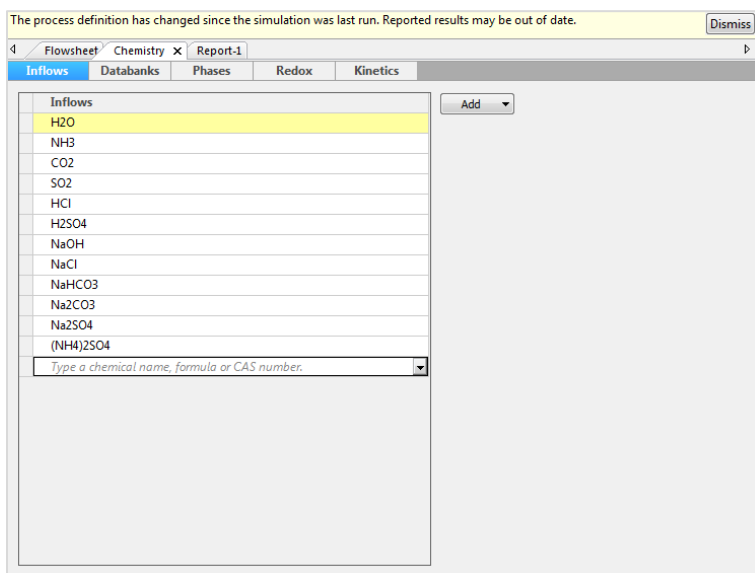 The process definition has changed since the simulation was last run. Reported results may be out of date. Dismiss
Flowsheet Chemistry Report-1
Inflows Databanks Phases Redox Kinetics
Inflows Add
H2O
NH3
CO2
SO2
HCl
H2SO4
NaOH
NaCl
NaHCO3
Na2CO3
Na2SO4
(NH4)2SO4
Type a chemical name, formula or CAS number.